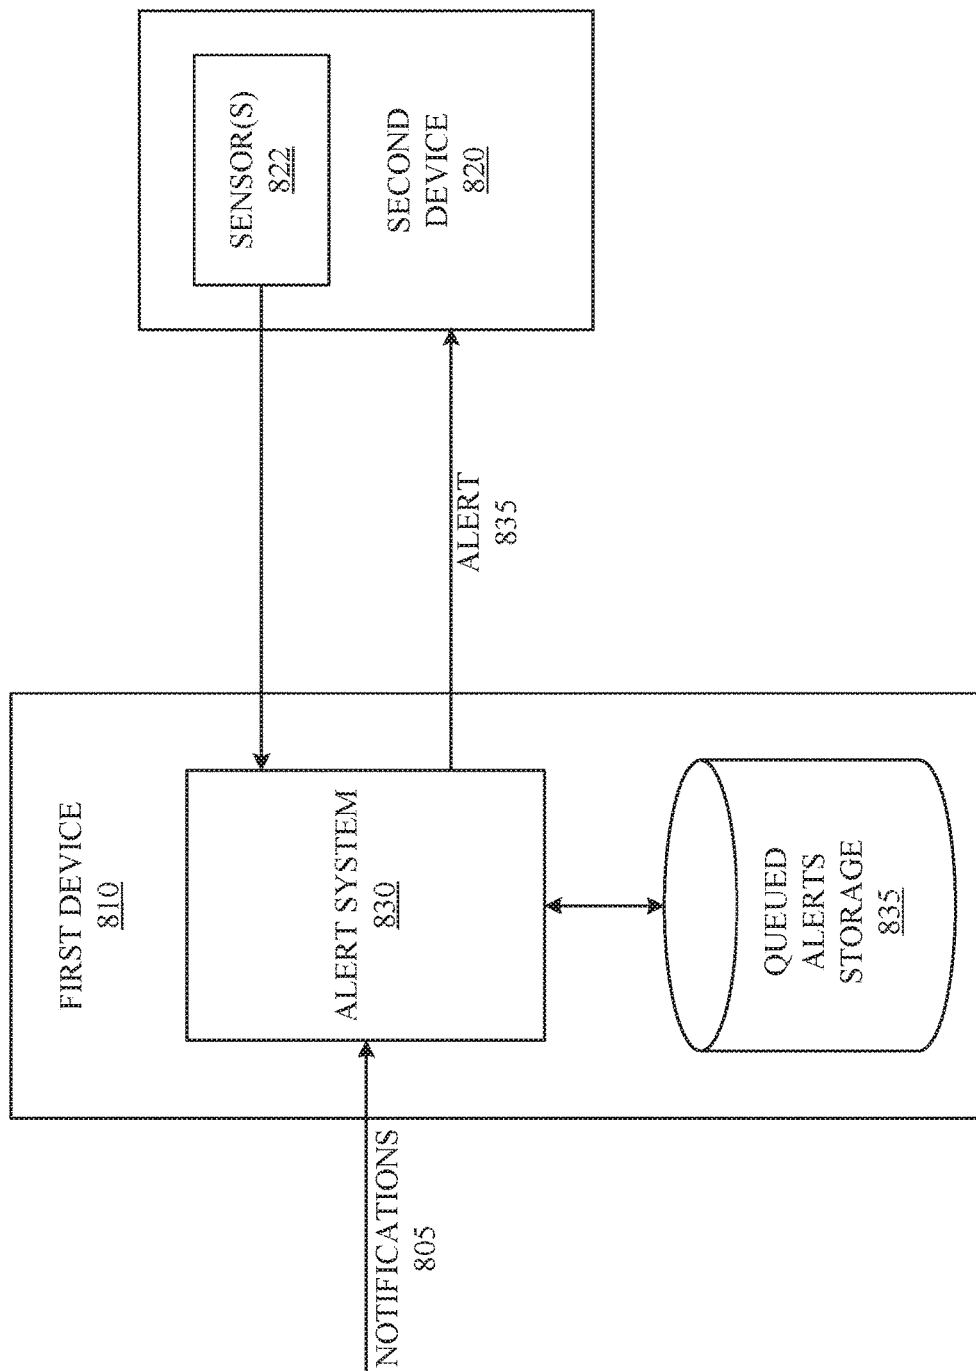 NOTIFICATIONS
805
FIRST DEVICE
810
ALERT SYSTEM
830
QUEUED
ALERTS
STORAGE
835
ALERT
835
SENSOR(S)
822
SECOND
DEVICE
820